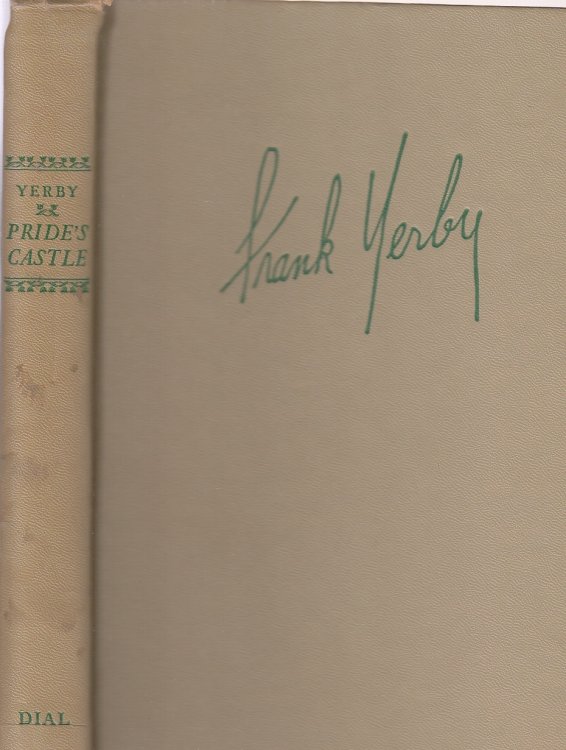 YERBY
PRIDE'S
CASTLE
DIAL
Frank Yerby